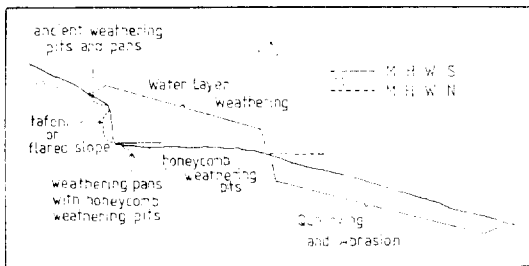 ancient weathering
pits and pans
Water Layer
weathering
M H W S
M H W N
tafoni
or
flared slope
honeycomb
weathering
pits
weathering pans
with honeycomb
weathering pits
and Abrasion